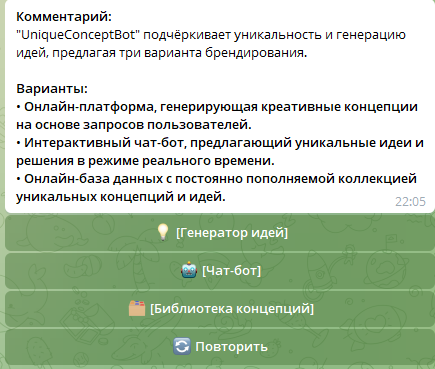 Комментарий:
"UniqueConceptBot" подчёркивает уникальность и генерацию
идей, предлагая три варианта брендирования.
Варианты:
• Онлайн-платформа, генерирующая креативные концепции
на основе запросов пользователей.
• Интерактивный чат-бот, предлагающий уникальные идеи и
решения в режиме реального времени.
• Онлайн-база данных с постоянно пополняемой коллекцией
уникальных концепций и идей.
22:05
[Генератор идей]
[Чат-бот]
[Библиотека концепций]
Повторить